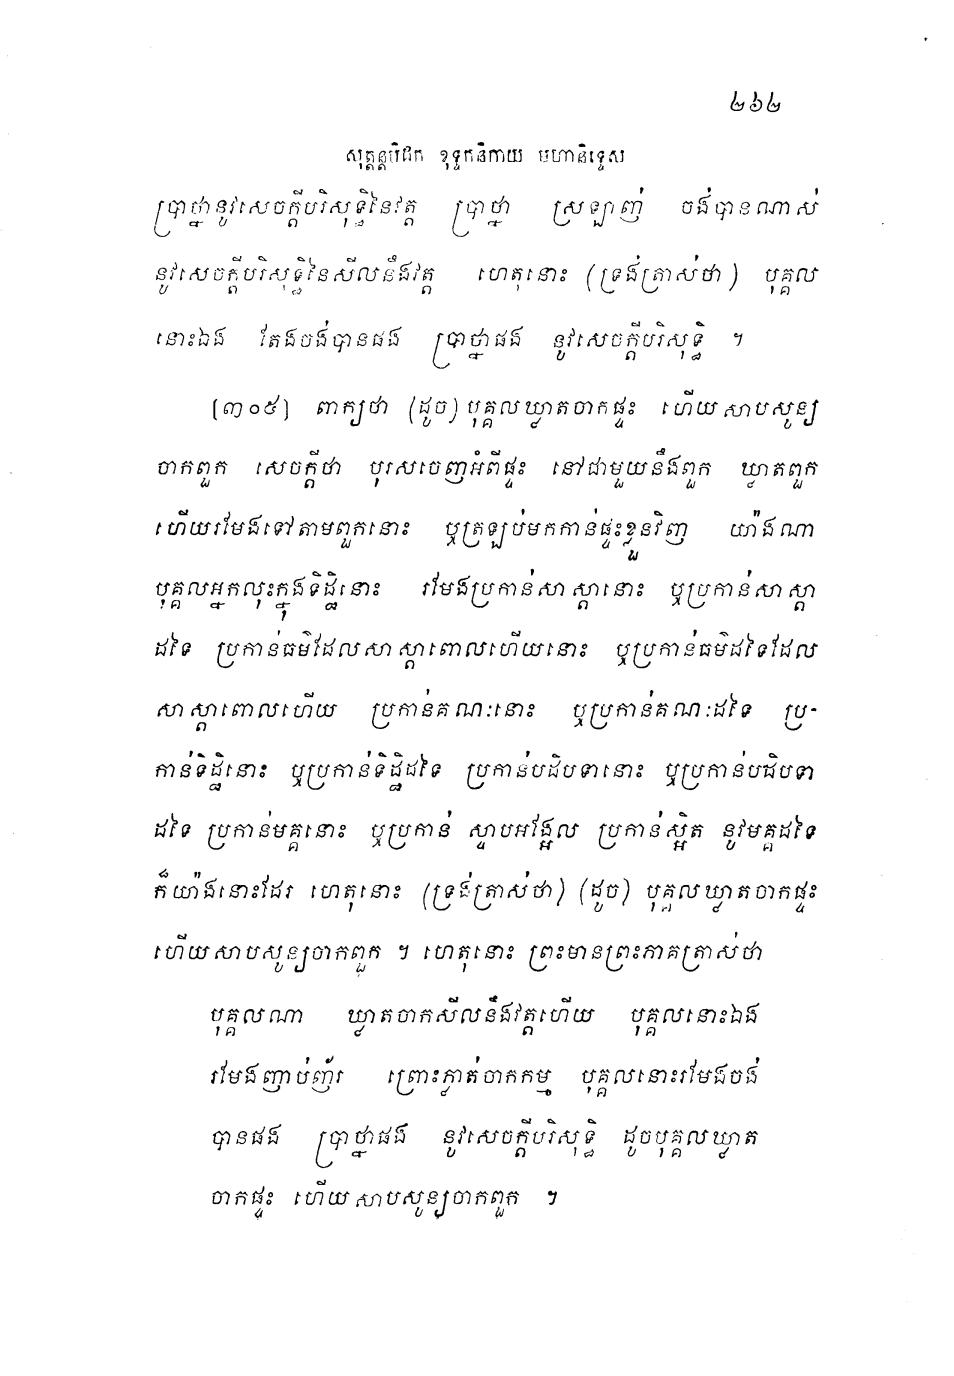 ២៦២
សុត្តន្តបិដក ខុទ្ទកនិកាយ មហានិទ្ទេស
ប្រាថ្នានូវសេចក្តីបរិសុទ្ធិនៃវត្ត ប្រាថ្នា ស្រឡាញ់ ចង់បានណាស់
នូវសេចក្តីបរិសុទ្ធិនៃសីលនឹងវត្ត ហេតុនោះ (ទ្រង់ត្រាស់ថា) បុគ្គល
នោះឯង តែងចង់បានផង ប្រាថ្នាផង នូវសេចក្តីបរិសុទ្ធិ ។
[៣០៥] ពាក្យថា (ដូច) បុគ្គលឃ្លាតចាកផ្ទះ ហើយសាបសូន្យ
ចាកពួក សេចក្តីថា បុរសចេញអំពីផ្ទះ នៅជាមួយនឹងពួក ឃ្លាតពួក
ហើយរមែងទៅតាមពួកនោះ ឬត្រឡប់មកកាន់ផ្ទះខ្លួនវិញ យ៉ាងណា
បុគ្គលអ្នកលុះក្នុងទិដ្ឋិនោះ រមែងប្រកាន់សាស្តានោះ ឬប្រកាន់សាស្តា
ដទៃ ប្រកាន់ធម៌ដែលសាស្តាពោលហើយនោះ ឬប្រកាន់ធម៌ដទៃដែល
សាស្តាពោលហើយ ប្រកាន់គណៈនោះ ឬប្រកាន់គណៈដទៃ ប្រ-
កាន់ទិដ្ឋិនោះ ឬប្រកាន់ទិដ្ឋិដទៃ ប្រកាន់បដិបទានោះ ឬប្រកាន់បដិបទា
ដទៃ ប្រកាន់មគ្គនោះ ឬប្រកាន់ ស្ទាបអង្អែល ប្រកាន់ស្អិត នូវមគ្គដទៃ
ក៏យ៉ាងនោះដែរ ហេតុនោះ (ទ្រង់ត្រាស់ថា) (ដូច) បុគ្គលឃ្លាតចាកផ្ទះ
ហើយសាបសូន្យចាកពួក ។ ហេតុនោះ ព្រះមានព្រះភាគត្រាស់ថា
បុគ្គលណា ឃ្លាតចាកសីលនឹងវត្តហើយ បុគ្គលនោះឯង
រមែងញាប់ញ័រ ព្រោះភ្លាត់ចាកកម្ម បុគ្គលនោះរមែងចង់
បានផង ប្រាថ្នាផង នូវសេចក្តីបរិសុទ្ធិ ដូចបុគ្គលឃ្លាត
ចាកផ្ទះ ហើយសាបសូន្យចាកពួក ។